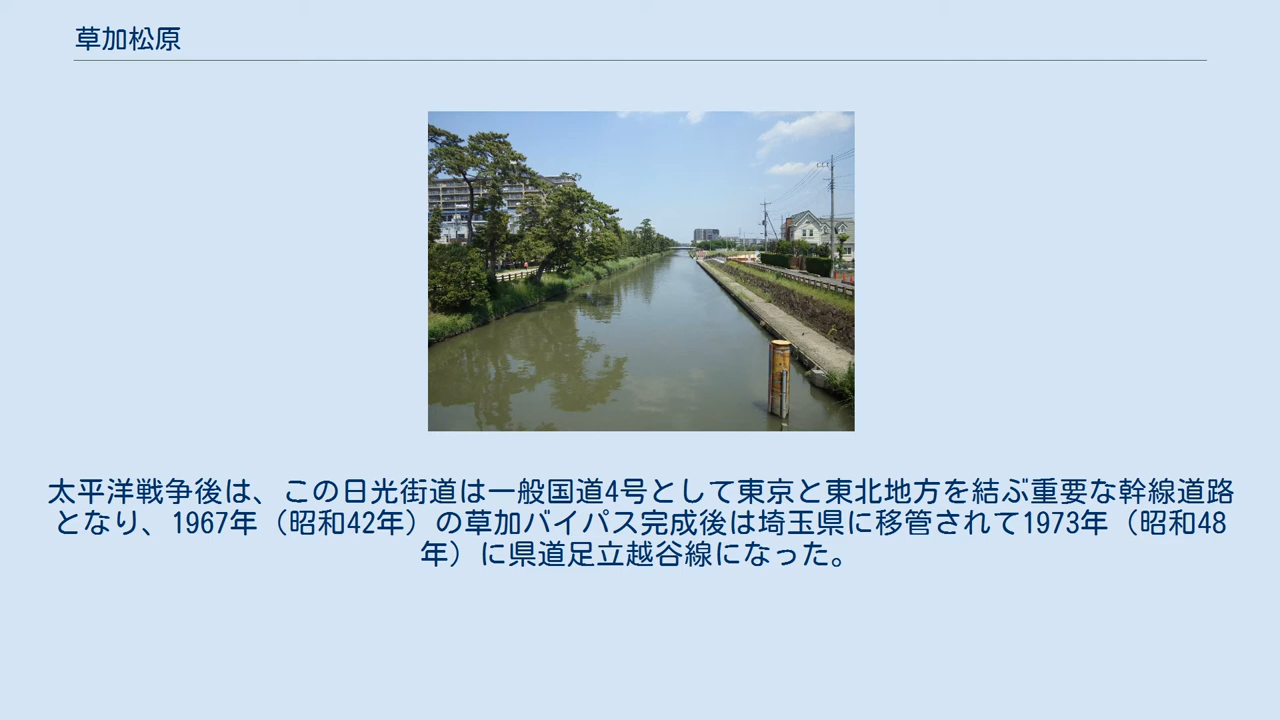 草加松原
太平洋戦争後は、この日光街道は一般国道4号として東京と東北地方を結ぶ重要な幹線道路
となり、1967年（昭和42年）の草加バイパス完成後は埼玉県に移管されて1973年（昭和48
年）に県道足立越谷線になった。